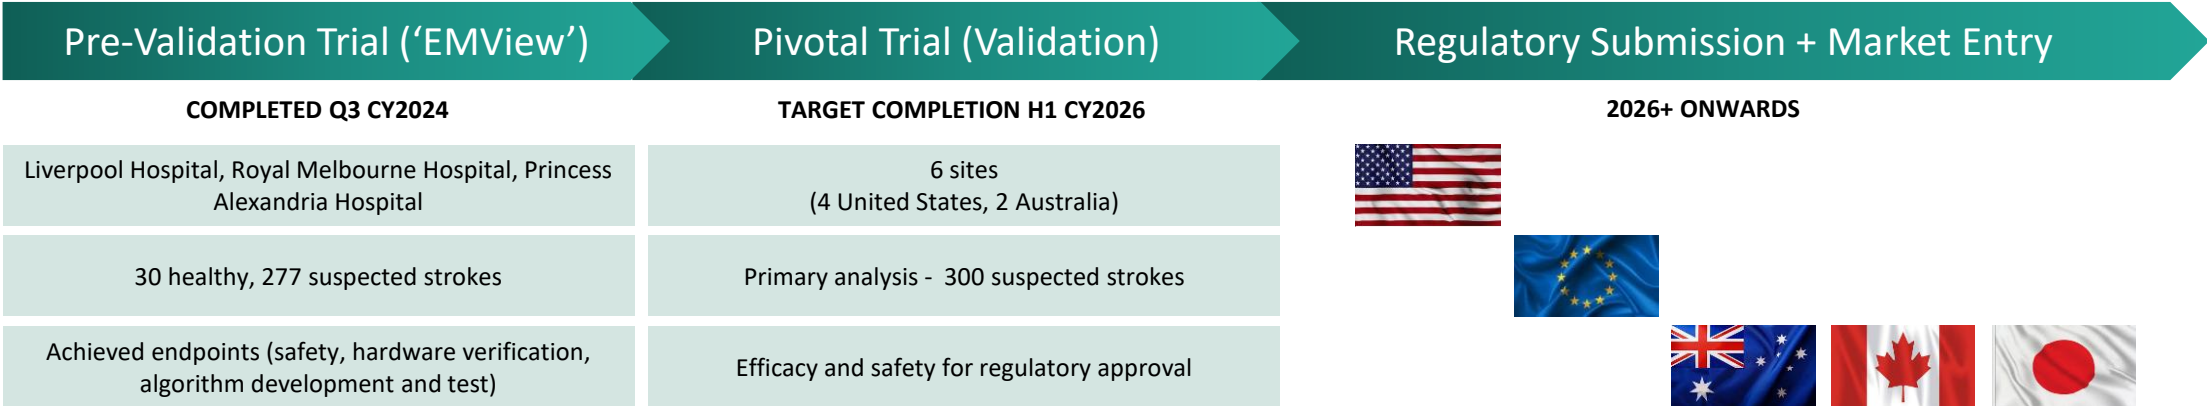 Pre-Validation Trial (‘EMView’)
Pivotal Trial (Validation)
Regulatory Submission + Market Entry
COMPLETED Q3 CY2024
TARGET COMPLETION H1 CY2026
2026+ ONWARDS
Liverpool Hospital, Royal Melbourne Hospital, Princess
Alexandria Hospital
6 sites
(4 United States, 2 Australia)
30 healthy, 277 suspected strokes
Primary analysis - 300 suspected strokes
Achieved endpoints (safety, hardware verification,
algorithm development and test)
Efficacy and safety for regulatory approval